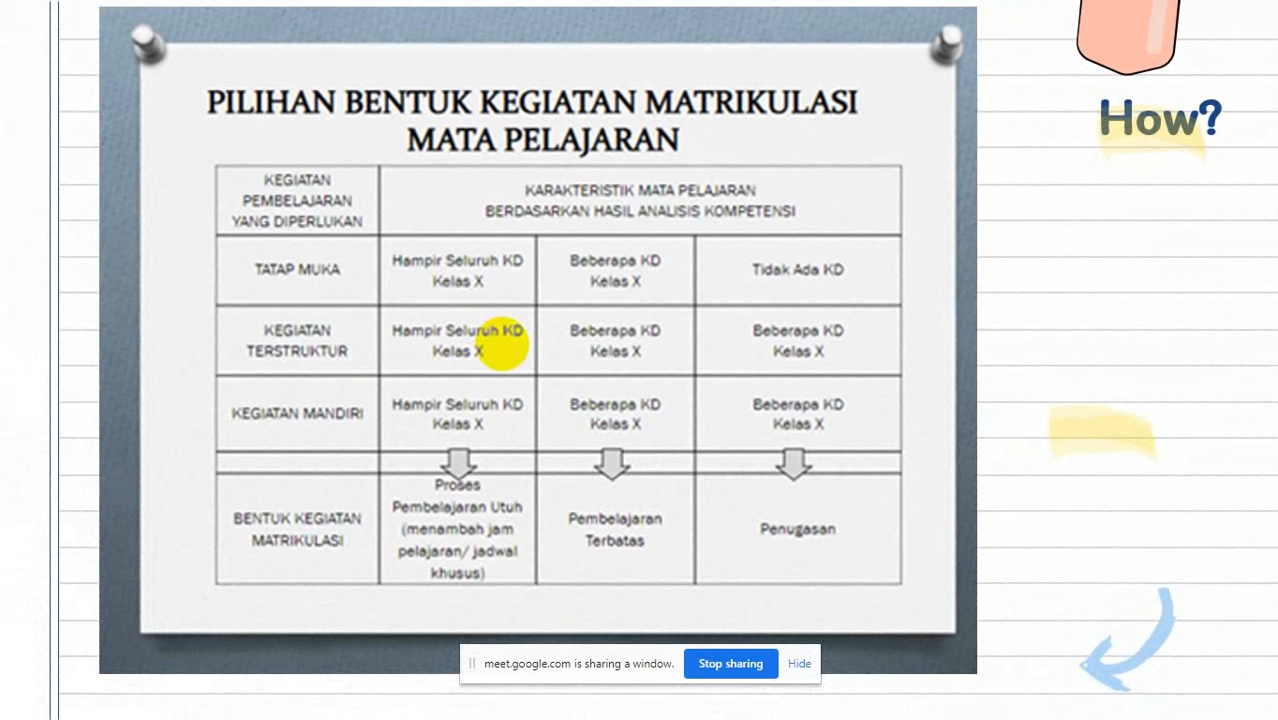 PILIHAN BENTUK KEGIATAN MATRIKULASI
MATA PELAJARAN
How?
KEGIATAN
PEMBELAJARAN
YANG DIPERLUKAN
KARAKTERISTIK MATA PELAJARAN
BERDASARKAN HASIL ANALISIS KOMPETENSI
TATAP MUKA
Hampir Seluruh KD
Kelas X
Beberapa KD
Kelas X
Tidak Ada KD
KEGIATAN
TERSTRUKTUR
Hampir Seluruh KD
Kelas X
Beberapa KD
Kelas X
Beberapa KD
Kelas X
KEGIATAN MANDIRI
Hampir Seluruh KD
Kelas X
Beberapa KD
Kelas X
Beberapa KD
Kelas X
BENTUK KEGIATAN
MATRIKULASI
Proses
Pembelajaran Utuh
(menambah jam
pelajaran/ jadwal
khusus)
Pembelajaran
Terbatas
Penugasan
meet.google.com is sharing a window.
Stop sharing
Hide